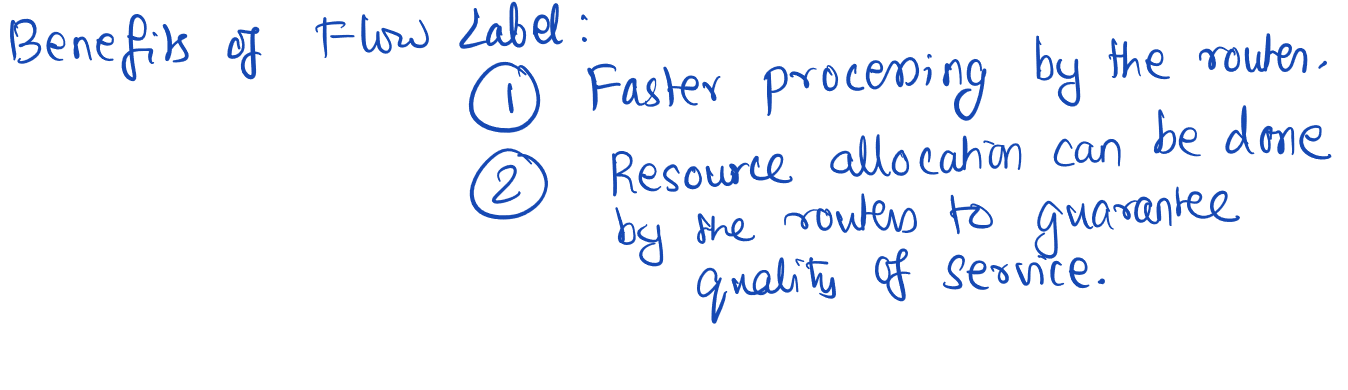 Benefits of Flow Label:
① Faster processing by the router.
② Resource allocation can be done
by the routers to guarantee
quality of service.